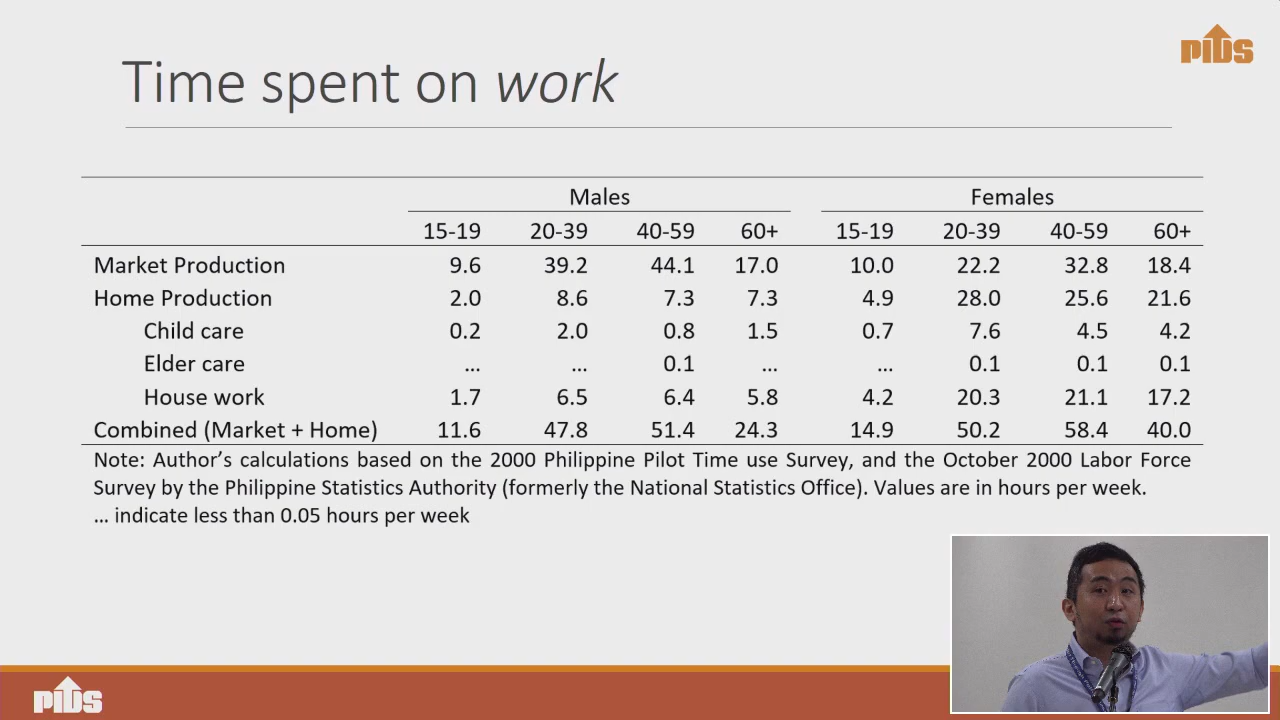 PIDS
Time spent on work
Males Females
15-19 20-39 40-59 60+ 15-19 20-39 40-59 60+
Market Production 9.6 39.2 44.1 17.0 10.0 22.2 32.8 18.4
Home Production 2.0 8.6 7.3 7.3 4.9 28.0 25.6 21.6
Child care 0.2 2.0 0.8 1.5 0.7 7.6 4.5 4.2
Elder care ... ... 0.1 ... ... 0.1 0.1 0.1
House work 1.7 6.5 6.4 5.8 4.2 20.3 21.1 17.2
Combined (Market + Home) 11.6 47.8 51.4 24.3 14.9 50.2 58.4 40.0
Note: Author’s calculations based on the 2000 Philippine Pilot Time use Survey, and the October 2000 Labor Force
Survey by the Philippine Statistics Authority (formerly the National Statistics Office). Values are in hours per week.
... indicate less than 0.05 hours per week
PIDS